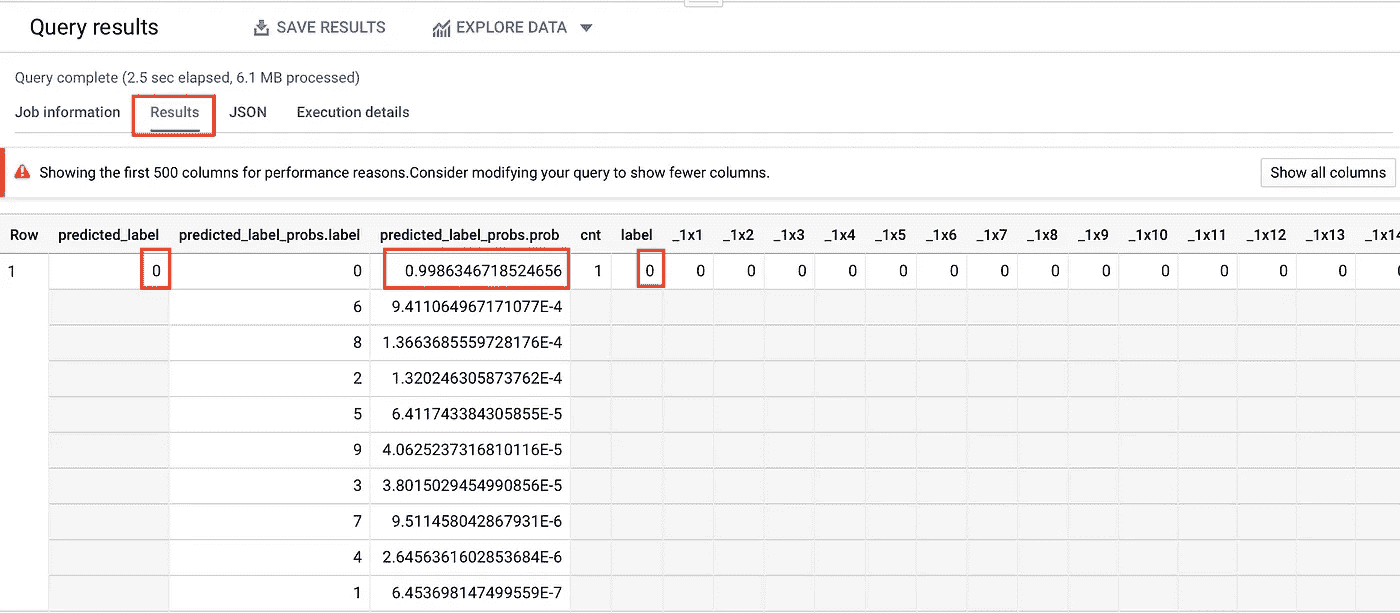 Query results SAVE RESULTS EXPLORE DATA
Query complete (2.5 sec elapsed, 6.1 MB processed)
Job information Results JSON Execution details
Showing the first 500 columns for performance reasons.Consider modifying your query to show fewer columns. Show all columns
Row predicted_label predicted_label_probs.label predicted_label_probs.prob cnt label _1x1 _1x2 _1x3 _1x4 _1x5 _1x6 _1x7 _1x8 _1x9 _1x10 _1x11 _1x12 _1x13
1 0 0 0.9986346718524656 1 0 0 0 0 0 0 0 0 0 0 0 0 0 0
6 9.411064967171077E-4
8 1.3663685559728176E-4
2 1.320246305873762E-4
5 6.411743384305855E-5
9 4.0625237316810116E-5
3 3.8015029454990856E-5
7 9.511458042867931E-6
4 2.6456361602853684E-6
1 6.453698147499559E-7